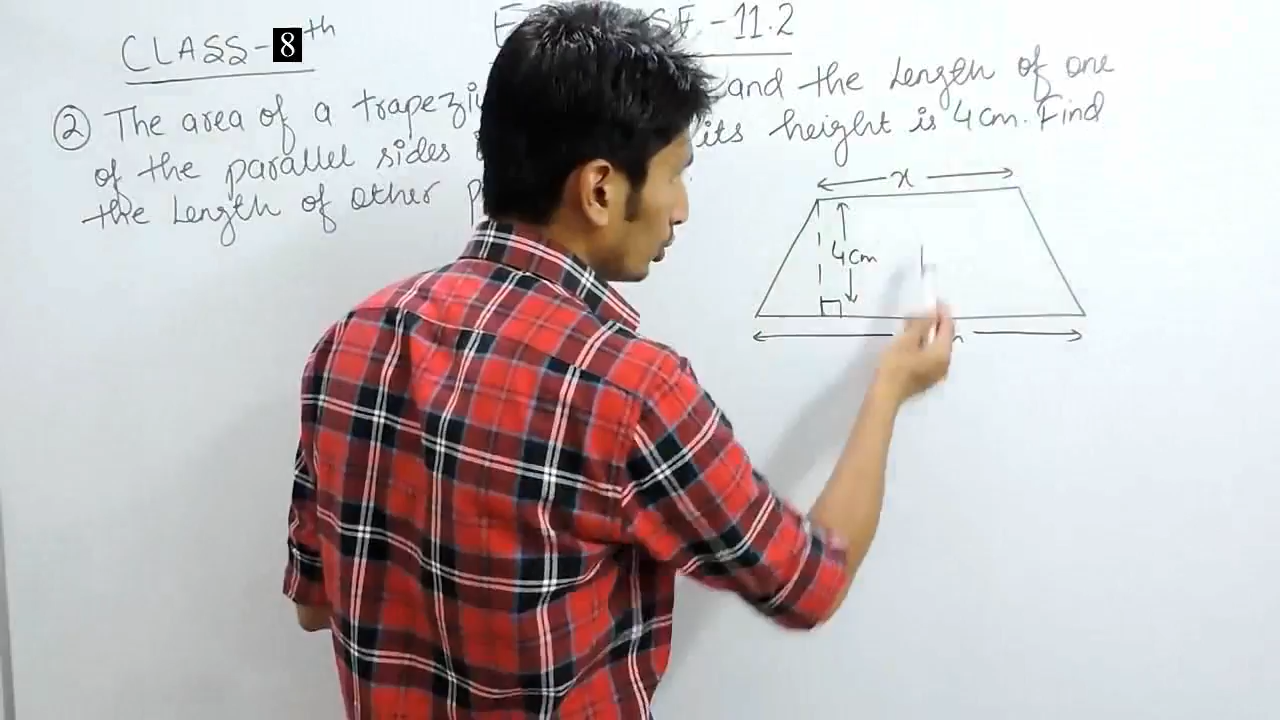 CLASS-8th
E SE-11.2
② The area of a trapezi and the length of one
of the parallel sides its height is 4cm. Find
the length of other p
x
4cm